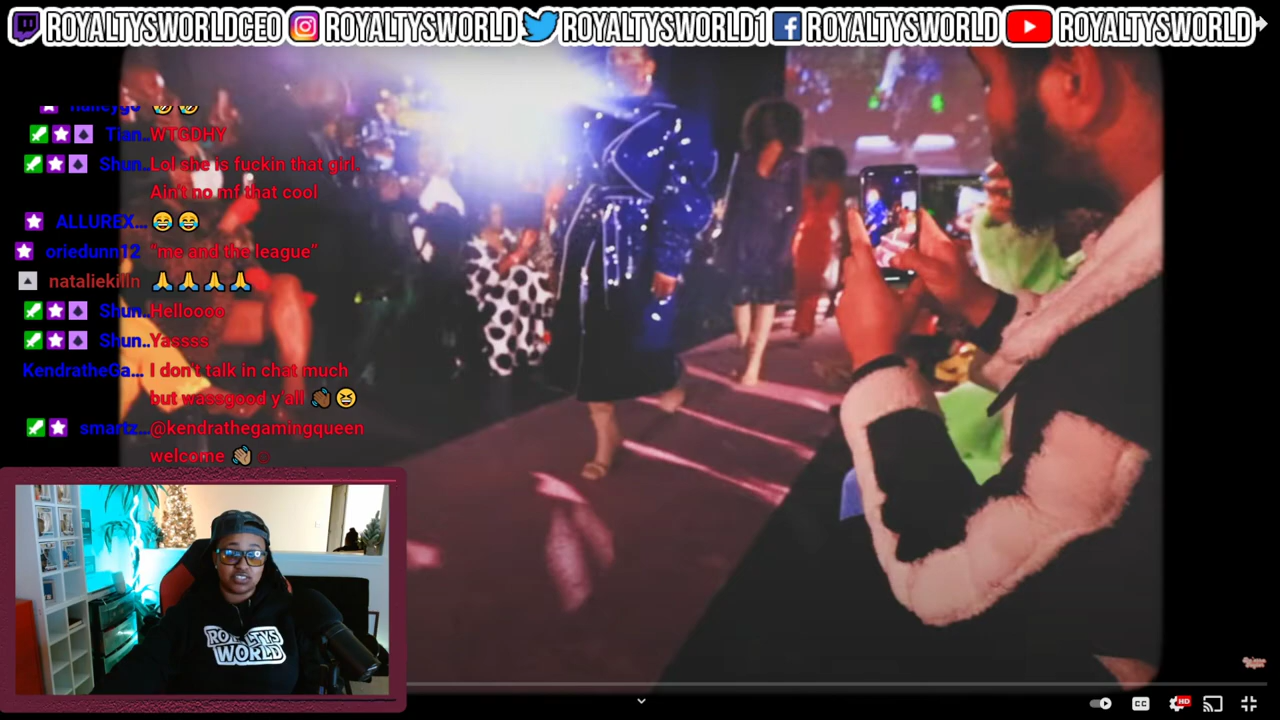 ROYALTYSWORLDCEO ROYALTYSWORLD ROYALTYSWORLD1 ROYALTYSWORLD ROYALTYSWORLD
Tian.. WTGDHY
Shun.. Lol she is fuckin that girl.
Ain't no mf that cool
ALLUREX... 😂 😂
oriedunn12 "me and the league"
nataliekilln 🙏 🙏 🙏 🙏
Shun.. Helloooo
Shun.. Yassss
KendratheGa... I don't talk in chat much
but wassgood y'all 👋🏾 😆
smartz... @kendrathegamingqueen
welcome 👋🏽
ROYALTYS
WORLD
CC HD